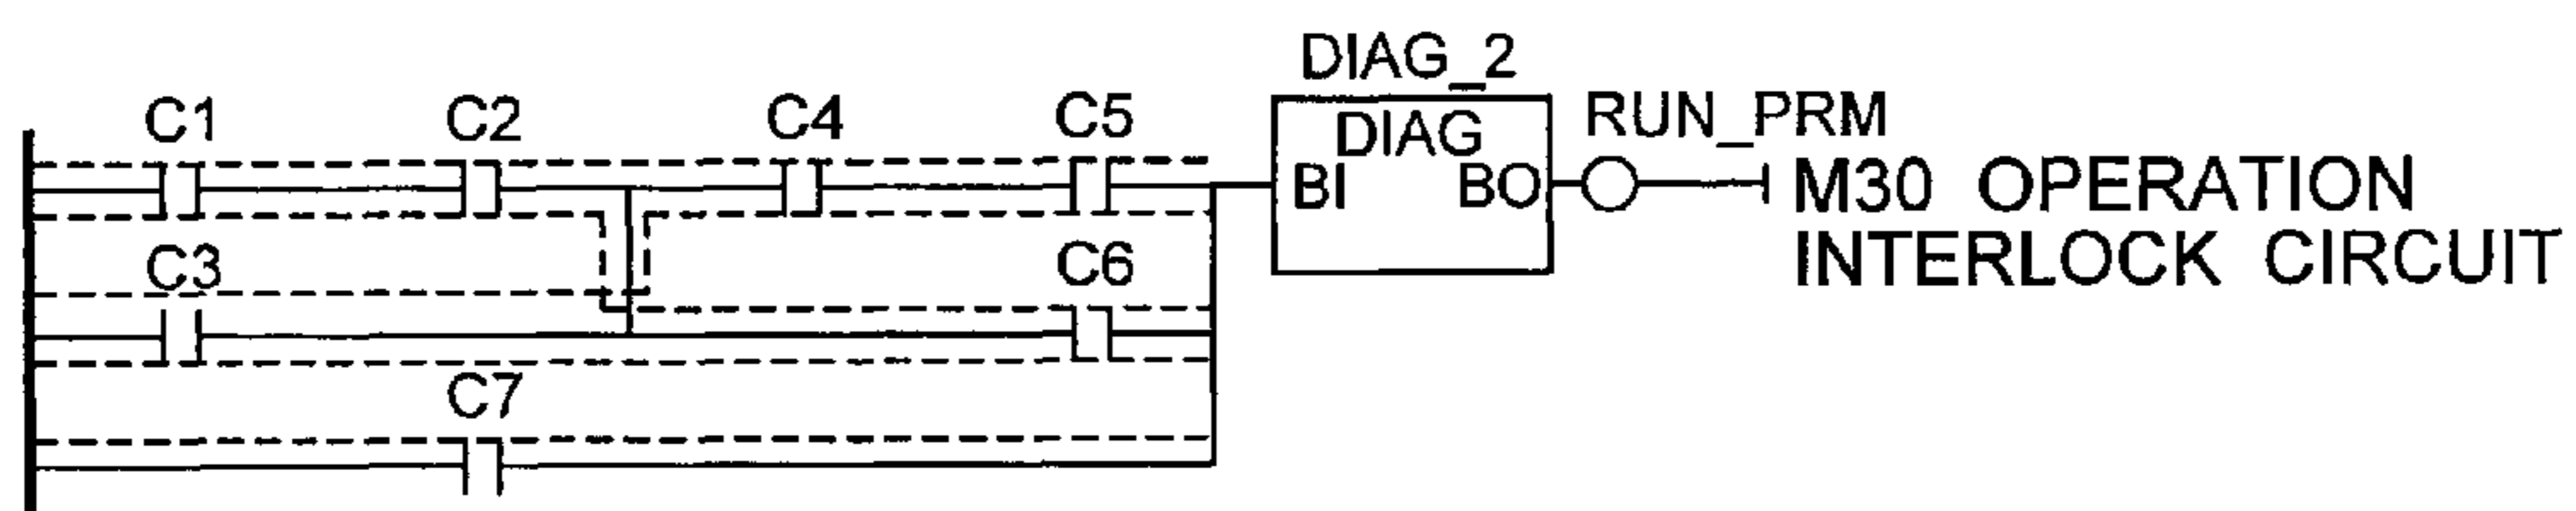 DIAG_2
C1 C2 C4 C5 DIAG RUN_PRM
BI BO M30 OPERATION
C3 C6 INTERLOCK CIRCUIT
C7